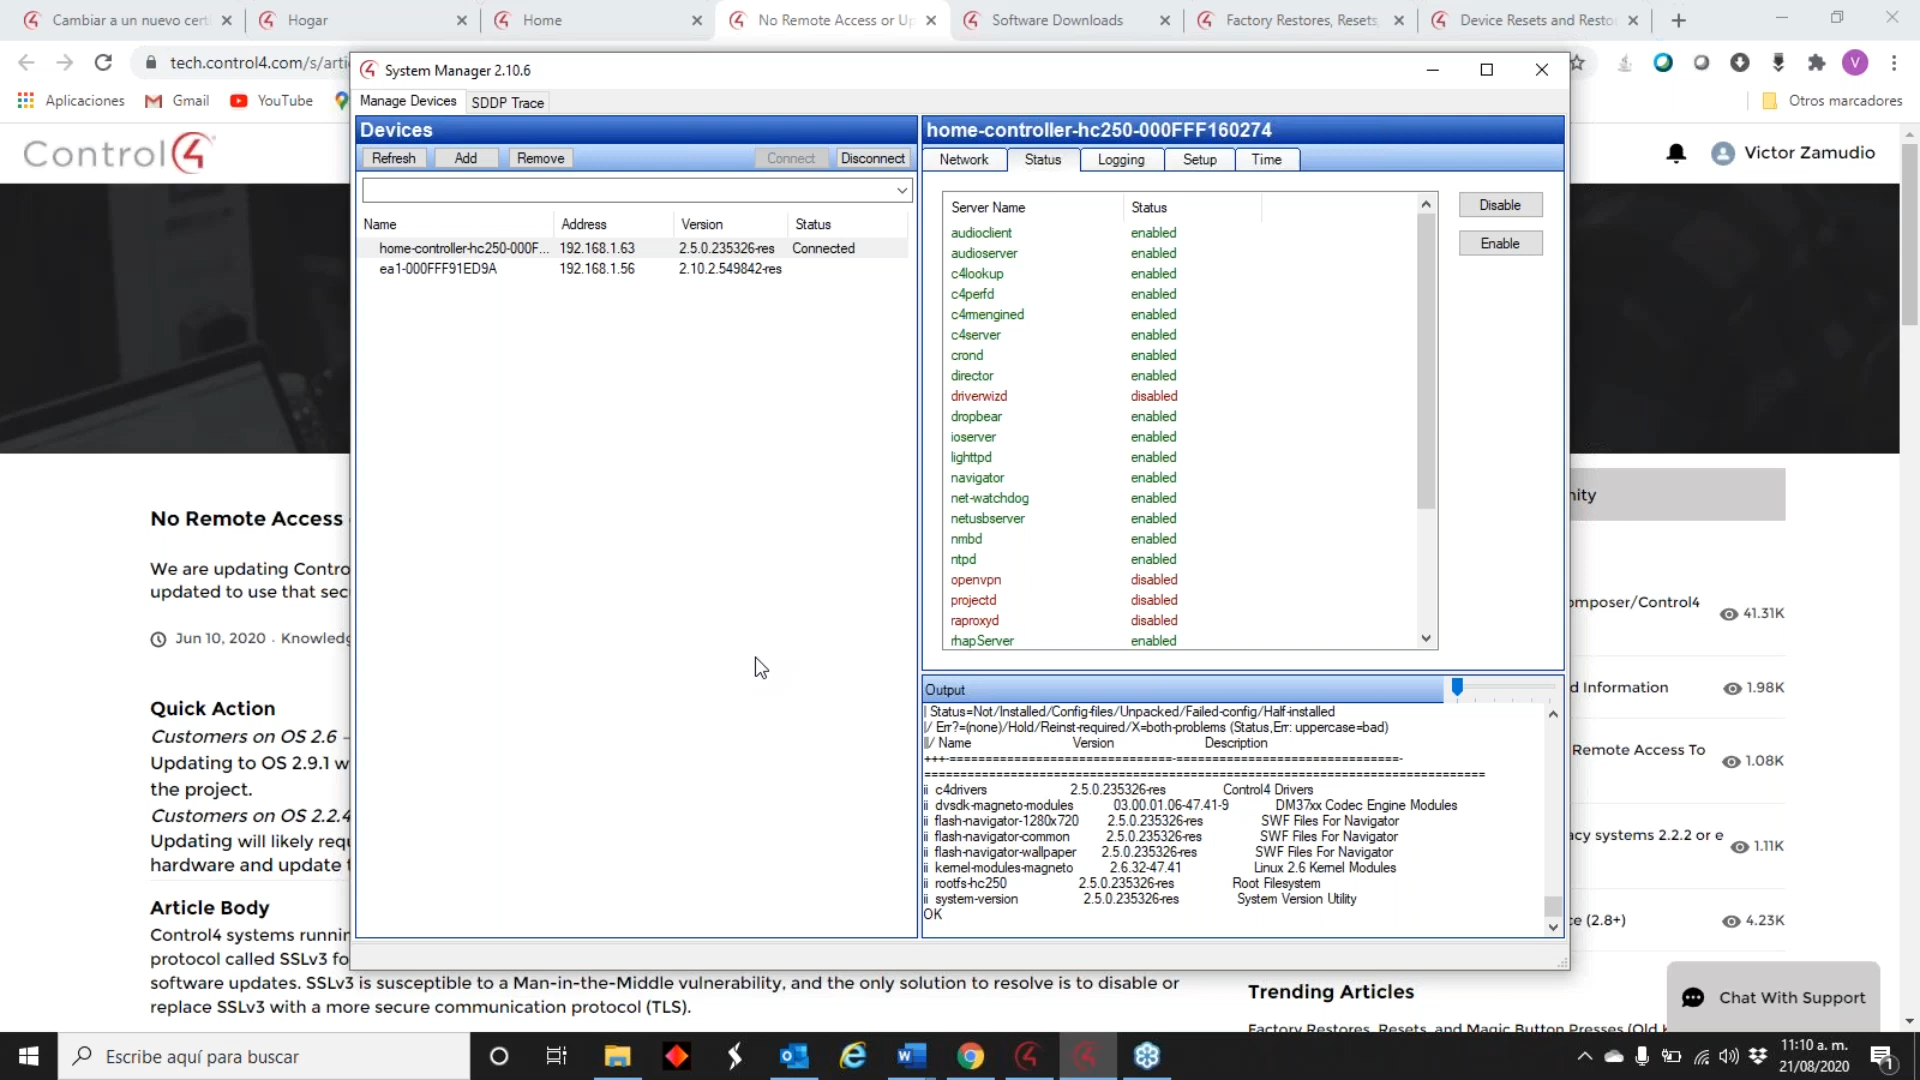 Cambiar a un nuevo cert
Hogar
Home
No Remote Access or Up
Software Downloads
Factory Restores, Resets,
Device Resets and Resto
tech.control4.com/s/arti
Aplicaciones
Gmail
YouTube
Otros marcadores
V
Control4
Victor Zamudio
System Manager 2.10.6
Manage Devices
SDDP Trace
Devices
Refresh
Add
Remove
Connect
Disconnect
Name Address Version Status
home-controller-hc250-000F... 192.168.1.63 2.5.0.235326-res Connected
ea1-000FFF91ED9A 192.168.1.56 2.10.2.549842-res
home-controller-hc250-000FFF160274
Network
Status
Logging
Setup
Time
Server Name Status
audioclient enabled
audioserver enabled
c4lookup enabled
c4perfd enabled
c4mengined enabled
c4server enabled
crond enabled
director enabled
driverwizd disabled
dropbear enabled
ioserver enabled
lighttpd enabled
navigator enabled
net-watchdog enabled
netusbserver enabled
nmbd enabled
ntpd enabled
openvpn disabled
projectd disabled
raproxyd disabled
rhapServer enabled
Disable
Enable
Output
| Status=Not/Installed/Config-files/Unpacked/Failed-config/Half-installed
|/ Err?=(none)/Hold/Reinst-required/X=both-problems (Status,Err: uppercase=bad)
||/ Name Version Description
+++-===============================-===============================-
==============================================================================
ii c4drivers 2.5.0.235326-res Control4 Drivers
ii dvsdk-magneto-modules 03.00.01.06-47.41-9 DM37xx Codec Engine Modules
ii flash-navigator-1280x720 2.5.0.235326-res SWF Files For Navigator
ii flash-navigator-common 2.5.0.235326-res SWF Files For Navigator
ii flash-navigator-wallpaper 2.5.0.235326-res SWF Files For Navigator
ii kernel-modules-magneto 2.6.32-47.41 Linux 2.6 Kernel Modules
ii rootfs-hc250 2.5.0.235326-res Root Filesystem
ii system-version 2.5.0.235326-res System Version Utility
OK
No Remote Access
We are updating Contro
updated to use that sec
Jun 10, 2020 · Knowledg
Quick Action
Customers on OS 2.6 –
Updating to OS 2.9.1 w
the project.
Customers on OS 2.2.4
Updating will likely requ
hardware and update t
Article Body
Control4 systems runnin
protocol called SSLv3 fo
software updates. SSLv3 is susceptible to a Man-in-the-Middle vulnerability, and the only solution to resolve is to disable or
replace SSLv3 with a more secure communication protocol (TLS).
nity
omposer/Control4
41.31K
d Information
1.98K
Remote Access To
1.08K
acy systems 2.2.2 or e
1.11K
ce (2.8+)
4.23K
Trending Articles
Factory Restores, Resets, and Magic Button Presses (Old
Chat With Support
Escribe aquí para buscar
11:10 a. m.
21/08/2020
1